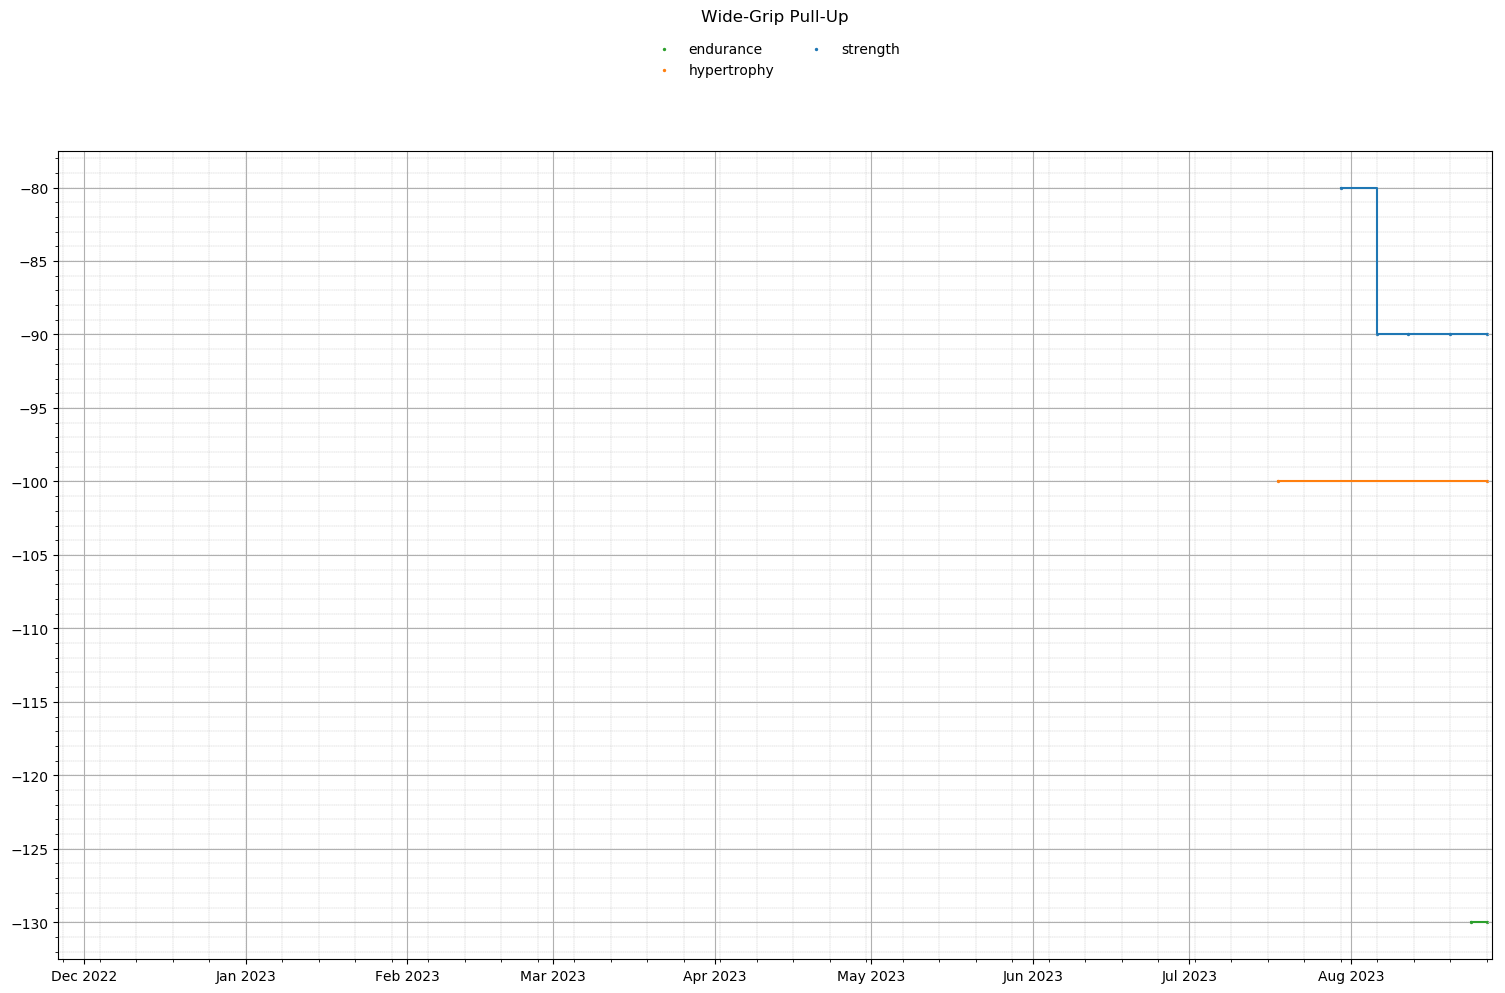 Wide-Grip Pull-Up
endurance
hypertrophy
strength
−80
−85
−90
−95
−100
−105
−110
−115
−120
−125
−130
Dec 2022
Jan 2023
Feb 2023
Mar 2023
Apr 2023
May 2023
Jun 2023
Jul 2023
Aug 2023